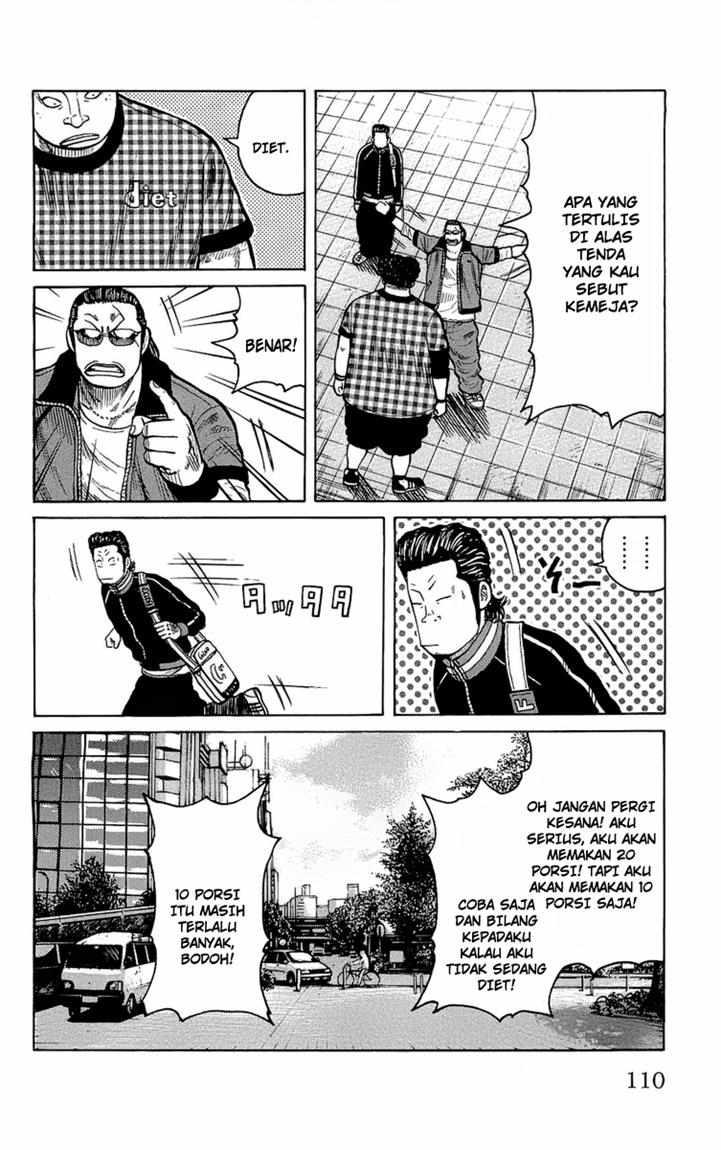 APA YANG
TERTULIS
DI ALAS
TENDA
YANG KAU
SEBUT
KEMEJA?
DIET.
diet
BENAR!
F
OH JANGAN PERGI
KESANA! AKU
SERIUS, AKU AKAN
MEMAKAN 20
PORSI! TAPI AKU
AKAN MEMAKAN 10
PORSI SAJA!
COBA SAJA
DAN BILANG
KEPADAKU
KALAU AKU
TIDAK SEDANG
DIET!
10 PORSI
ITU MASIH
TERLALU
BANYAK,
BODOH!
110